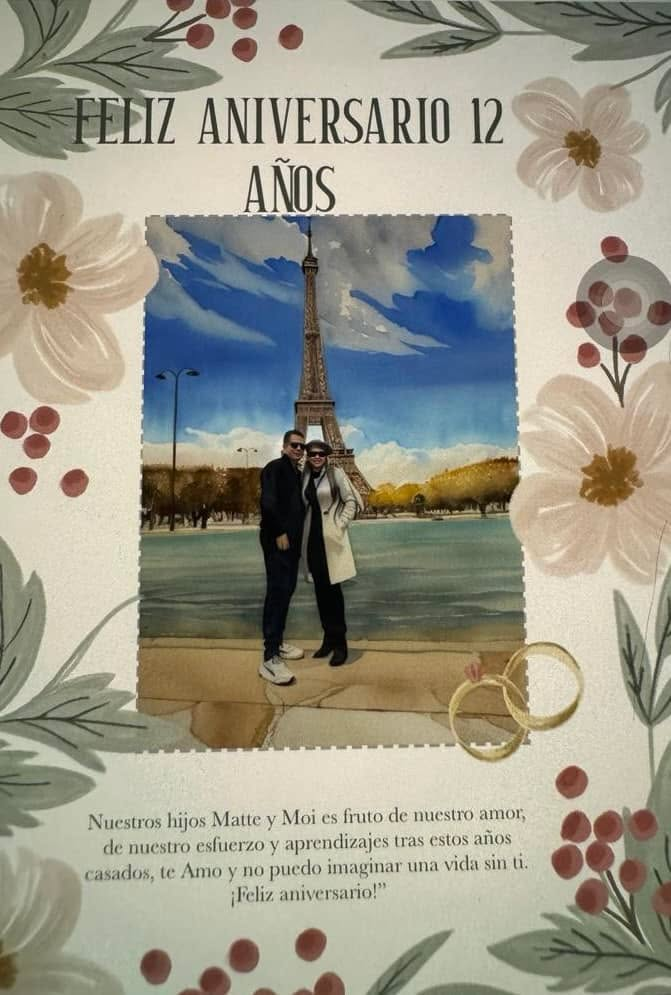 FELIZ ANIVERSARIO 12
AÑOS
Nuestros hijos Matte y Moi es fruto de nuestro amor,
de nuestro esfuerzo y aprendizajes tras estos años
casados, te Amo y no puedo imaginar una vida sin ti.
¡Feliz aniversario!”